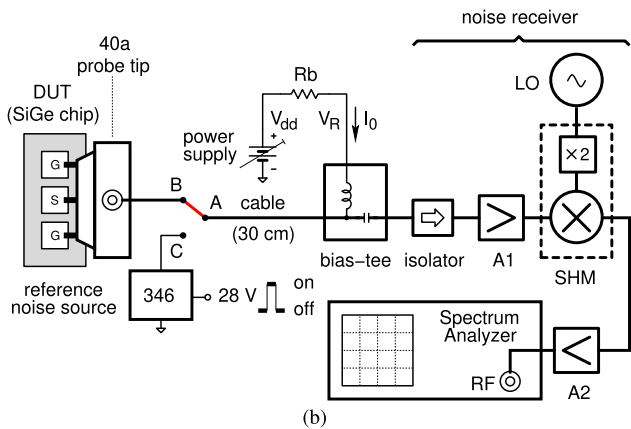 noise receiver
40a
probe tip
LO
DUT
(SiGe chip)
Rb
Vdd
VR
I0
power
supply
+
−
×2
G
S
G
B
A
C
cable
(30 cm)
bias−tee
isolator
A1
SHM
reference
noise source
346
28 V
on
off
Spectrum
Analyzer
RF
A2
(b)